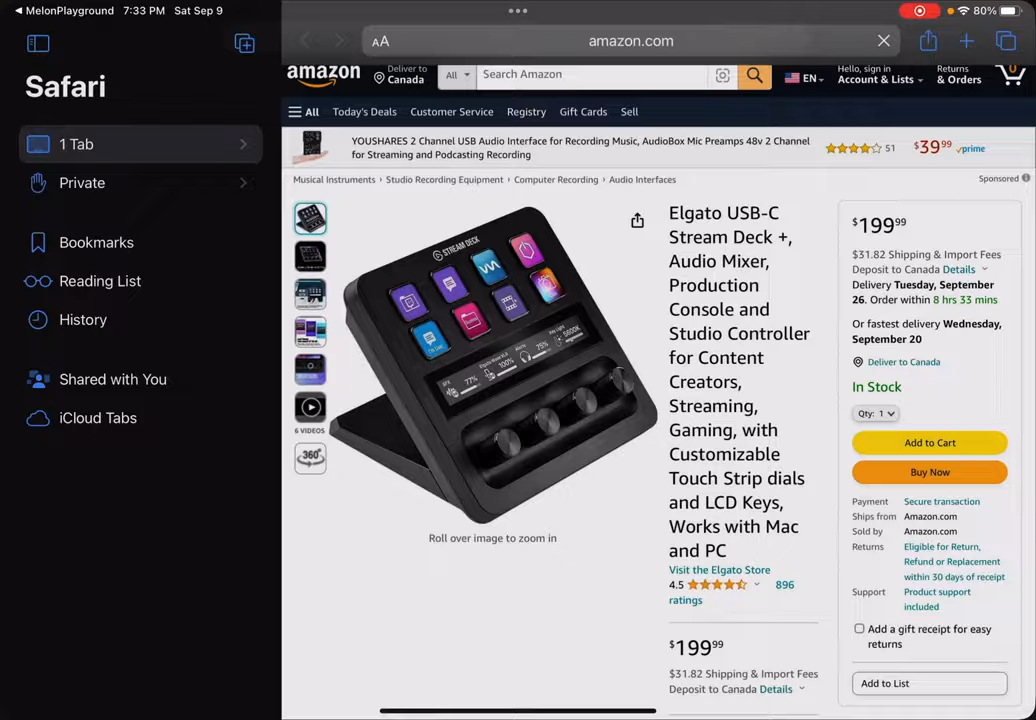 ◀ MelonPlayground 7:33 PM Sat Sep 9
80%
Safari
1 Tab
Private
Bookmarks
Reading List
History
Shared with You
iCloud Tabs
AA
amazon.com
amazon
Deliver to
Canada
All
Search Amazon
EN
Hello, sign in
Account & Lists
Returns
& Orders
0
All
Today's Deals
Customer Service
Registry
Gift Cards
Sell
YOUSHARES 2 Channel USB Audio Interface for Recording Music, AudioBox Mic Preamps 48v 2 Channel
for Streaming and Podcasting Recording
51
$39 99
prime
Musical Instruments › Studio Recording Equipment › Computer Recording › Audio Interfaces
Sponsored
6 VIDEOS
360°
STREAM DECK
77%
100%
75%
5600K
Roll over image to zoom in
Elgato USB-C
Stream Deck +,
Audio Mixer,
Production
Console and
Studio Controller
for Content
Creators,
Streaming,
Gaming, with
Customizable
Touch Strip dials
and LCD Keys,
Works with Mac
and PC
Visit the Elgato Store
4.5
896
ratings
$199 99
$31.82 Shipping & Import Fees
Deposit to Canada Details
$199 99
$31.82 Shipping & Import Fees
Deposit to Canada Details
Delivery Tuesday, September
26. Order within 8 hrs 33 mins
Or fastest delivery Wednesday,
September 20
Deliver to Canada
In Stock
Qty: 1
Add to Cart
Buy Now
Payment Secure transaction
Ships from Amazon.com
Sold by Amazon.com
Returns Eligible for Return,
Refund or Replacement
within 30 days of receipt
Support Product support
included
Add a gift receipt for easy
returns
Add to List